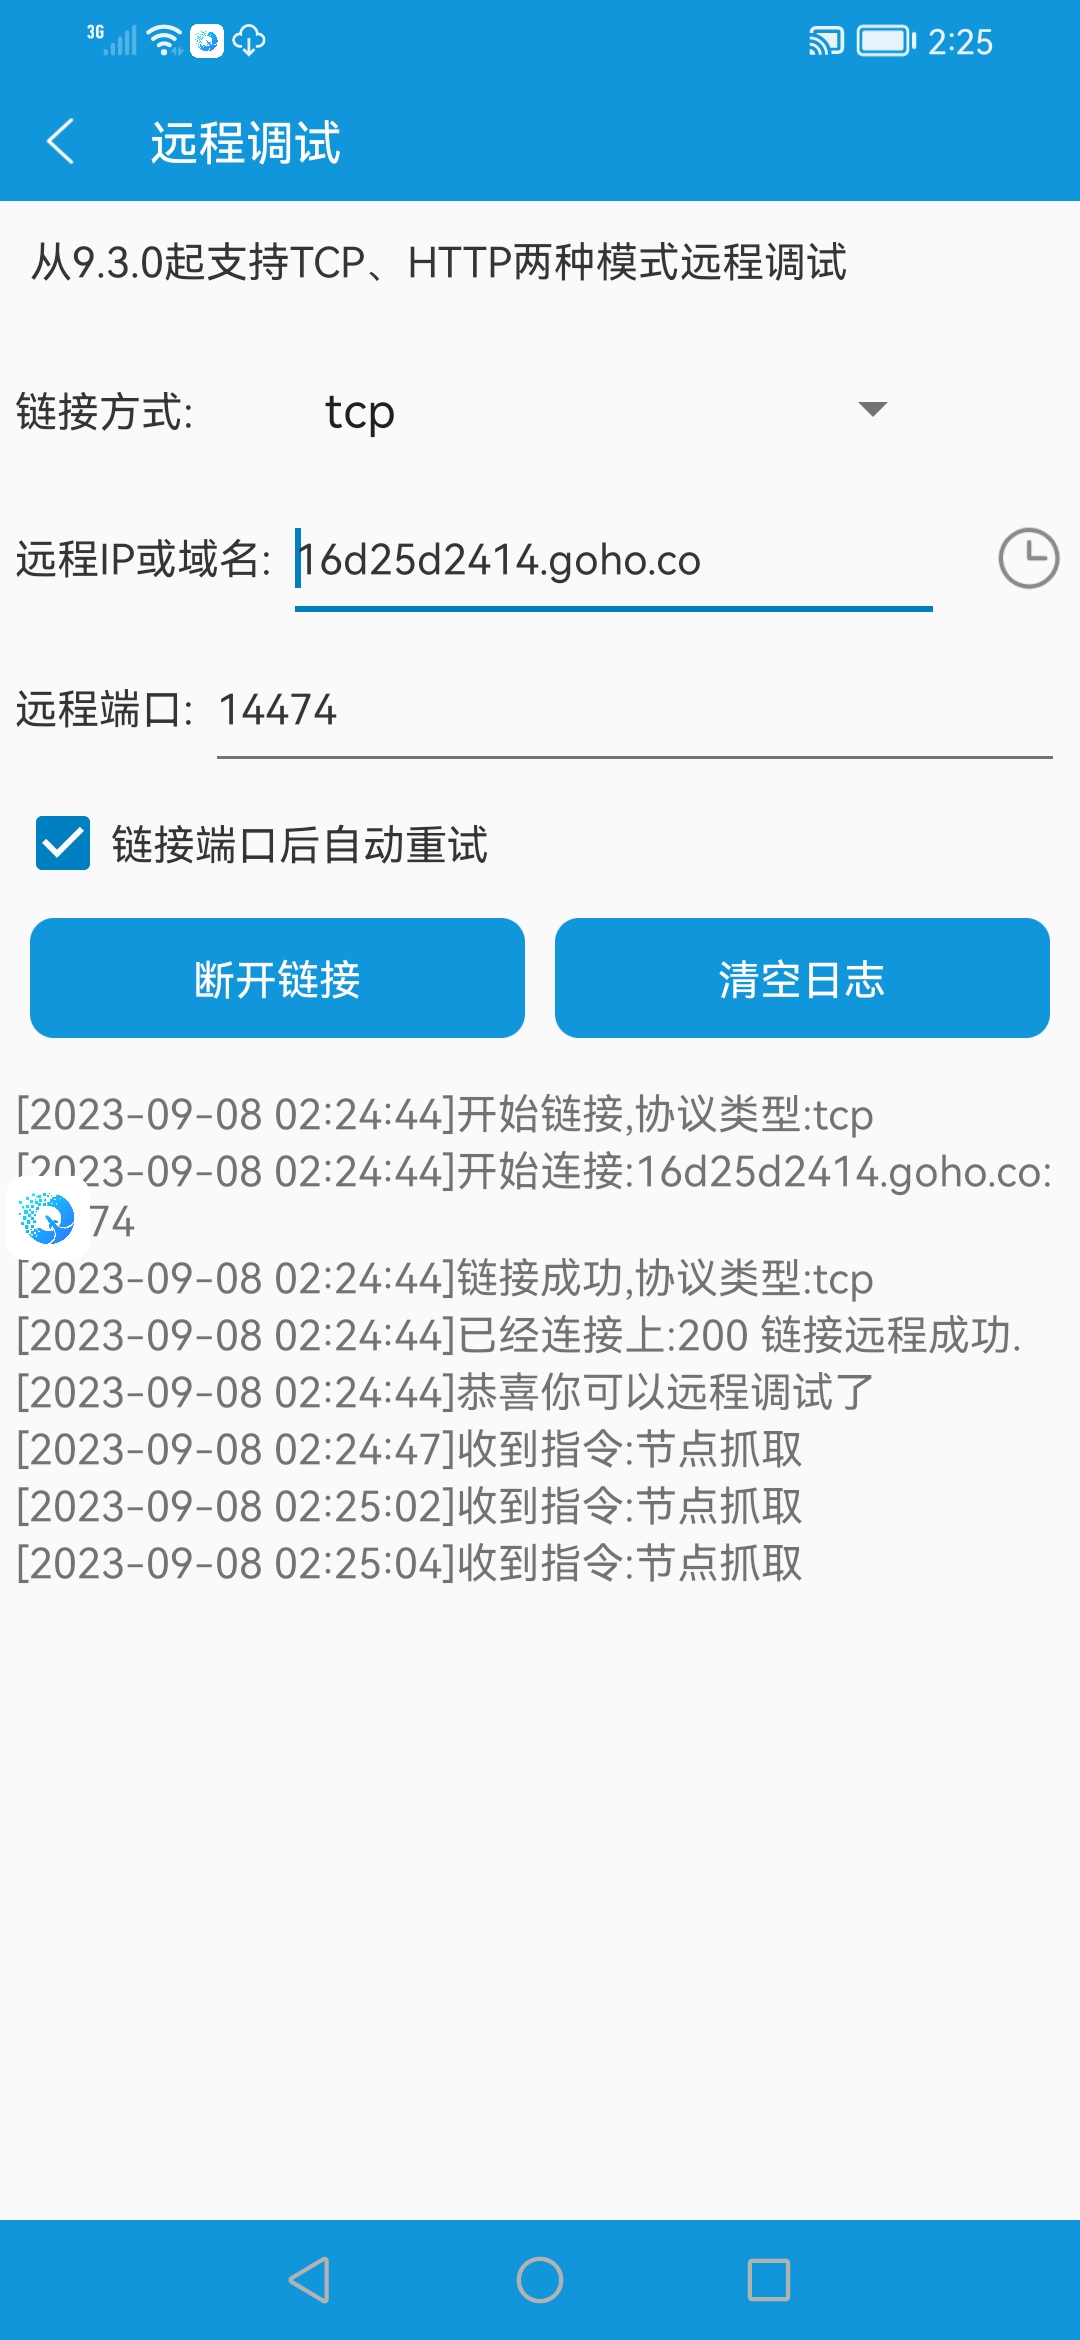 3G
2:25
远程调试
从9.3.0起支持TCP、HTTP两种模式远程调试
链接方式: tcp
远程IP或域名: 16d25d2414.goho.co
远程端口: 14474
链接端口后自动重试
断开链接 清空日志
[2023-09-08 02:24:44]开始链接,协议类型:tcp
[2023-09-08 02:24:44]开始连接:16d25d2414.goho.co:
74
[2023-09-08 02:24:44]链接成功,协议类型:tcp
[2023-09-08 02:24:44]已经连接上:200 链接远程成功.
[2023-09-08 02:24:44]恭喜你可以远程调试了
[2023-09-08 02:24:47]收到指令:节点抓取
[2023-09-08 02:25:02]收到指令:节点抓取
[2023-09-08 02:25:04]收到指令:节点抓取